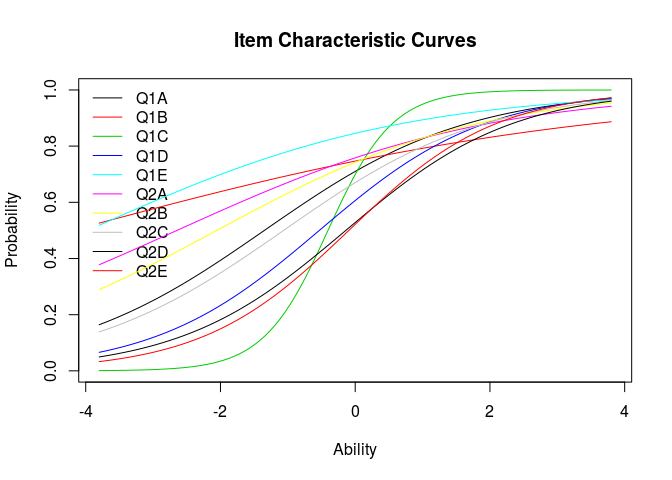 Item Characteristic Curves
Probability
1.0
0.8
0.6
0.4
0.2
0.0
Q1A
Q1B
Q1C
Q1D
Q1E
Q2A
Q2B
Q2C
Q2D
Q2E
-4
-2
0
2
4
Ability